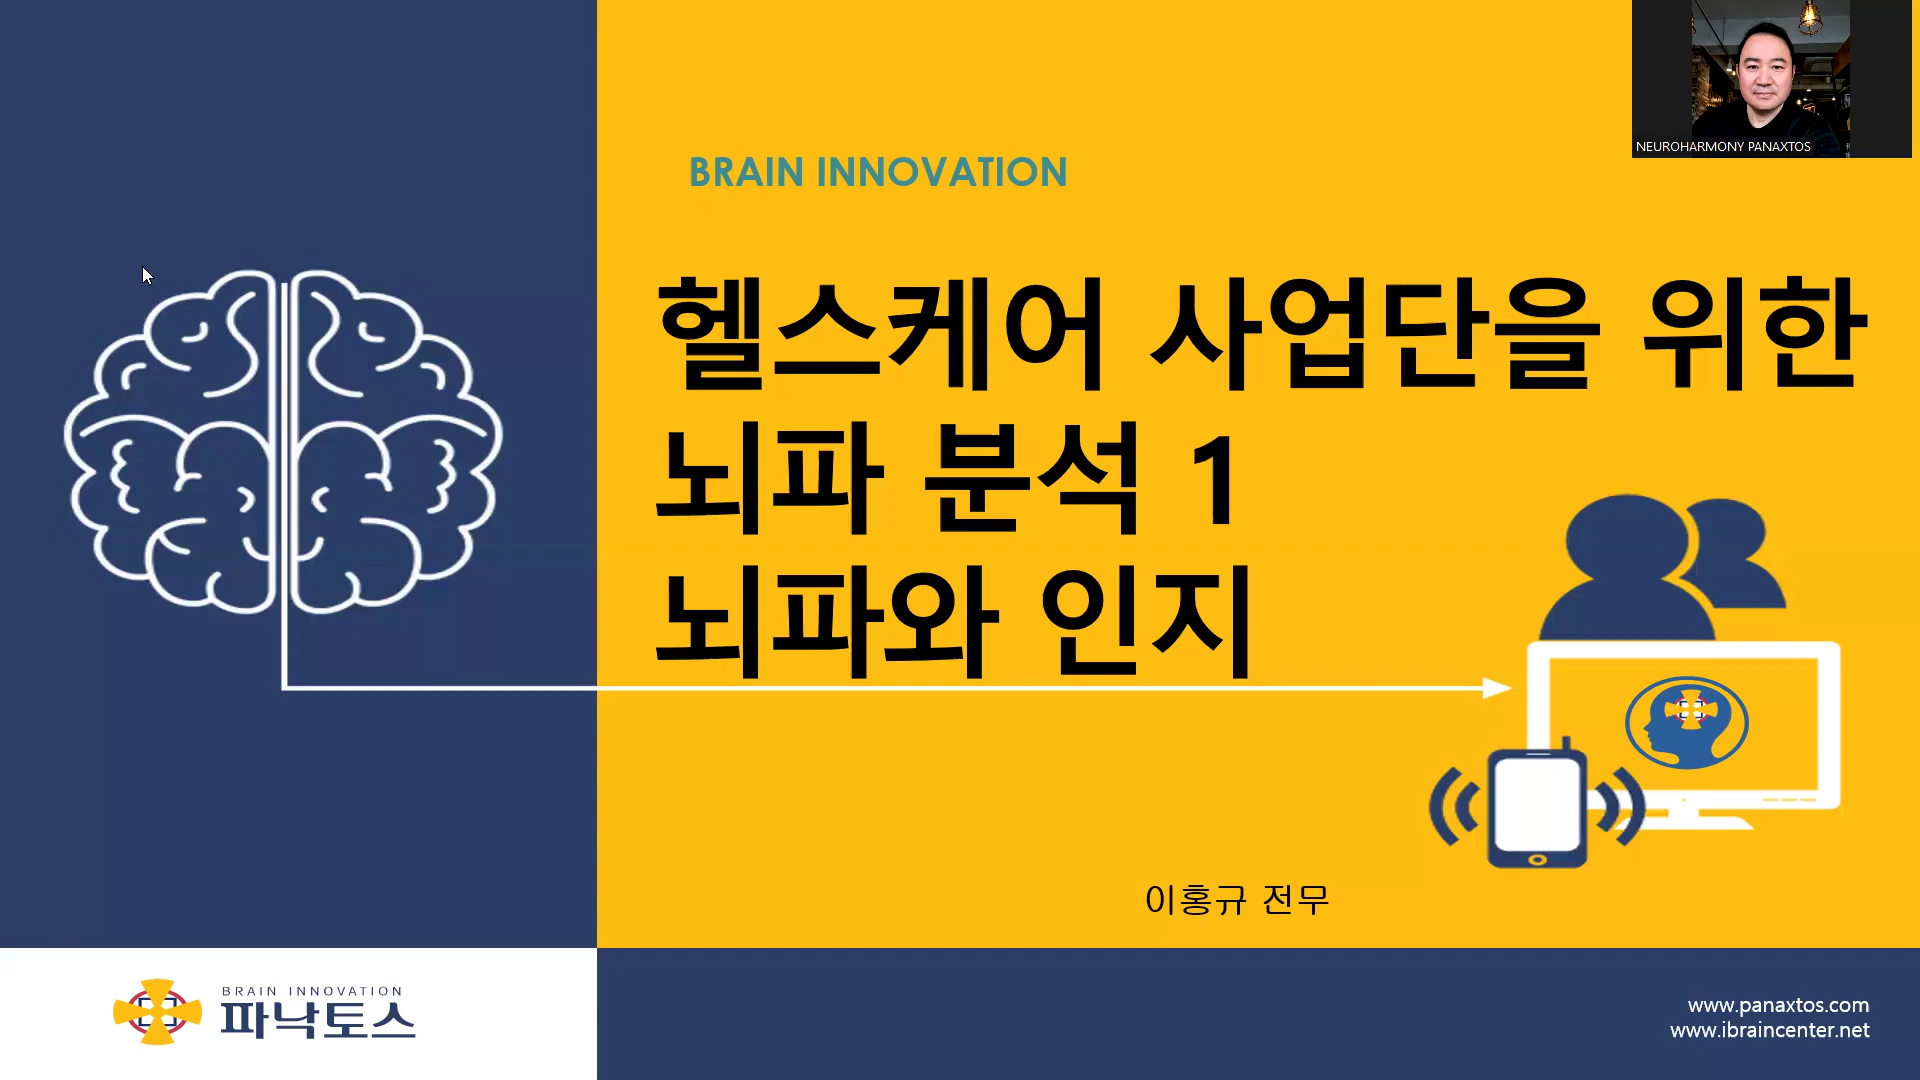 NEUROHARMONY PANAXTOS
BRAIN INNOVATION
헬스케어 사업단을 위한
뇌파 분석 1
뇌파와 인지
이홍규 전무
BRAIN INNOVATION
파낙토스
www.panaxtos.com
www.ibraincenter.net